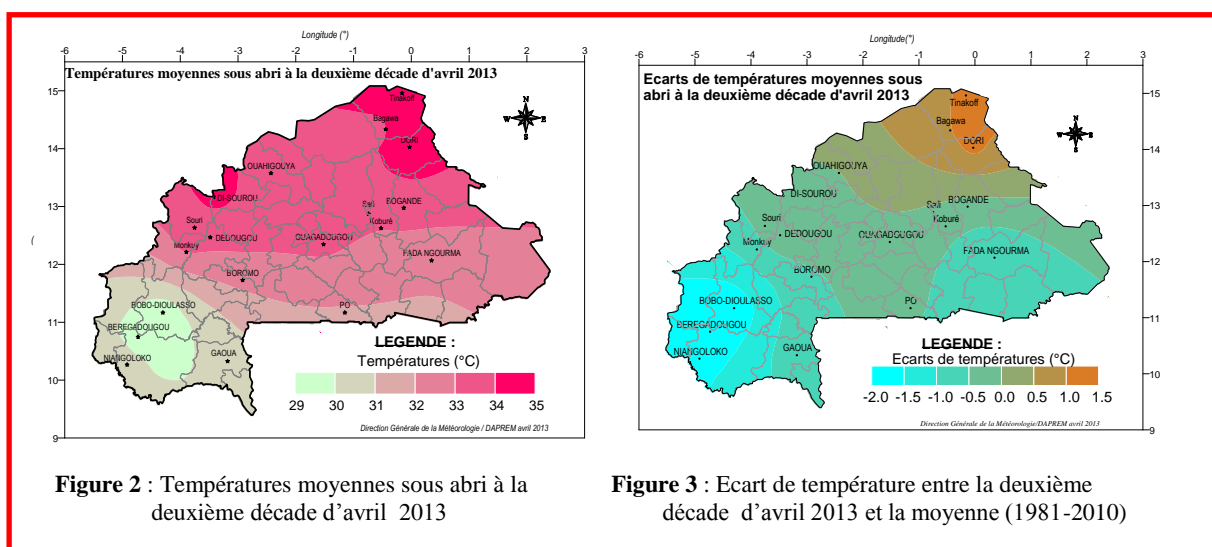 Longitude (°)
-6 -5 -4 -3 -2 -1 0 1 2 3
Températures moyennes sous abri à la deuxième décade d'avril 2013
15
14
13
12
11
10
9
(
Tinakoff
Bagawa
DORI
OUAHIGOUYA
DI-SOUROU
BOGANDE
Souri
Koburé
DEDOUGOU
OUAGADOUGOU
Monkuy
FADA NGOURMA
BOROMO
BOBO-DIOULASSO
PO
BEREGADOUGOU
GAOUA
NIANGOLOKO
N
W E
S
LEGENDE :
Températures (°C)
29 30 31 32 33 34 35
Direction Générale de la Météorologie / DAPREM avril 2013
Figure 2 : Températures moyennes sous abri à la
deuxième décade d'avril 2013
Longitude(°)
-6 -5 -4 -3 -2 -1 0 1 2 3
Ecarts de températures moyennes sous
abri à la deuxième décade d'avril 2013
15
14
13
12
11
10
9
Tinakoff
Bagawa
DORI
OUAHIGOUYA
DI-SOUROU
BOGANDE
Souri
Koburé
DEDOUGOU
OUAGADOUGOU
Monkuy
FADA NGOURMA
BOROMO
BOBO-DIOULASSO
PO
BEREGADOUGOU
GAOUA
NIANGOLOKO
N
W E
S
LEGENDE :
Ecarts de températures (°C)
-2.0 -1.5 -1.0 -0.5 0.0 0.5 1.0 1.5
Direction Générale de la Météorologie/DAPREM avril 2013
Figure 3 : Ecart de température entre la deuxième
décade d'avril 2013 et la moyenne (1981-2010)